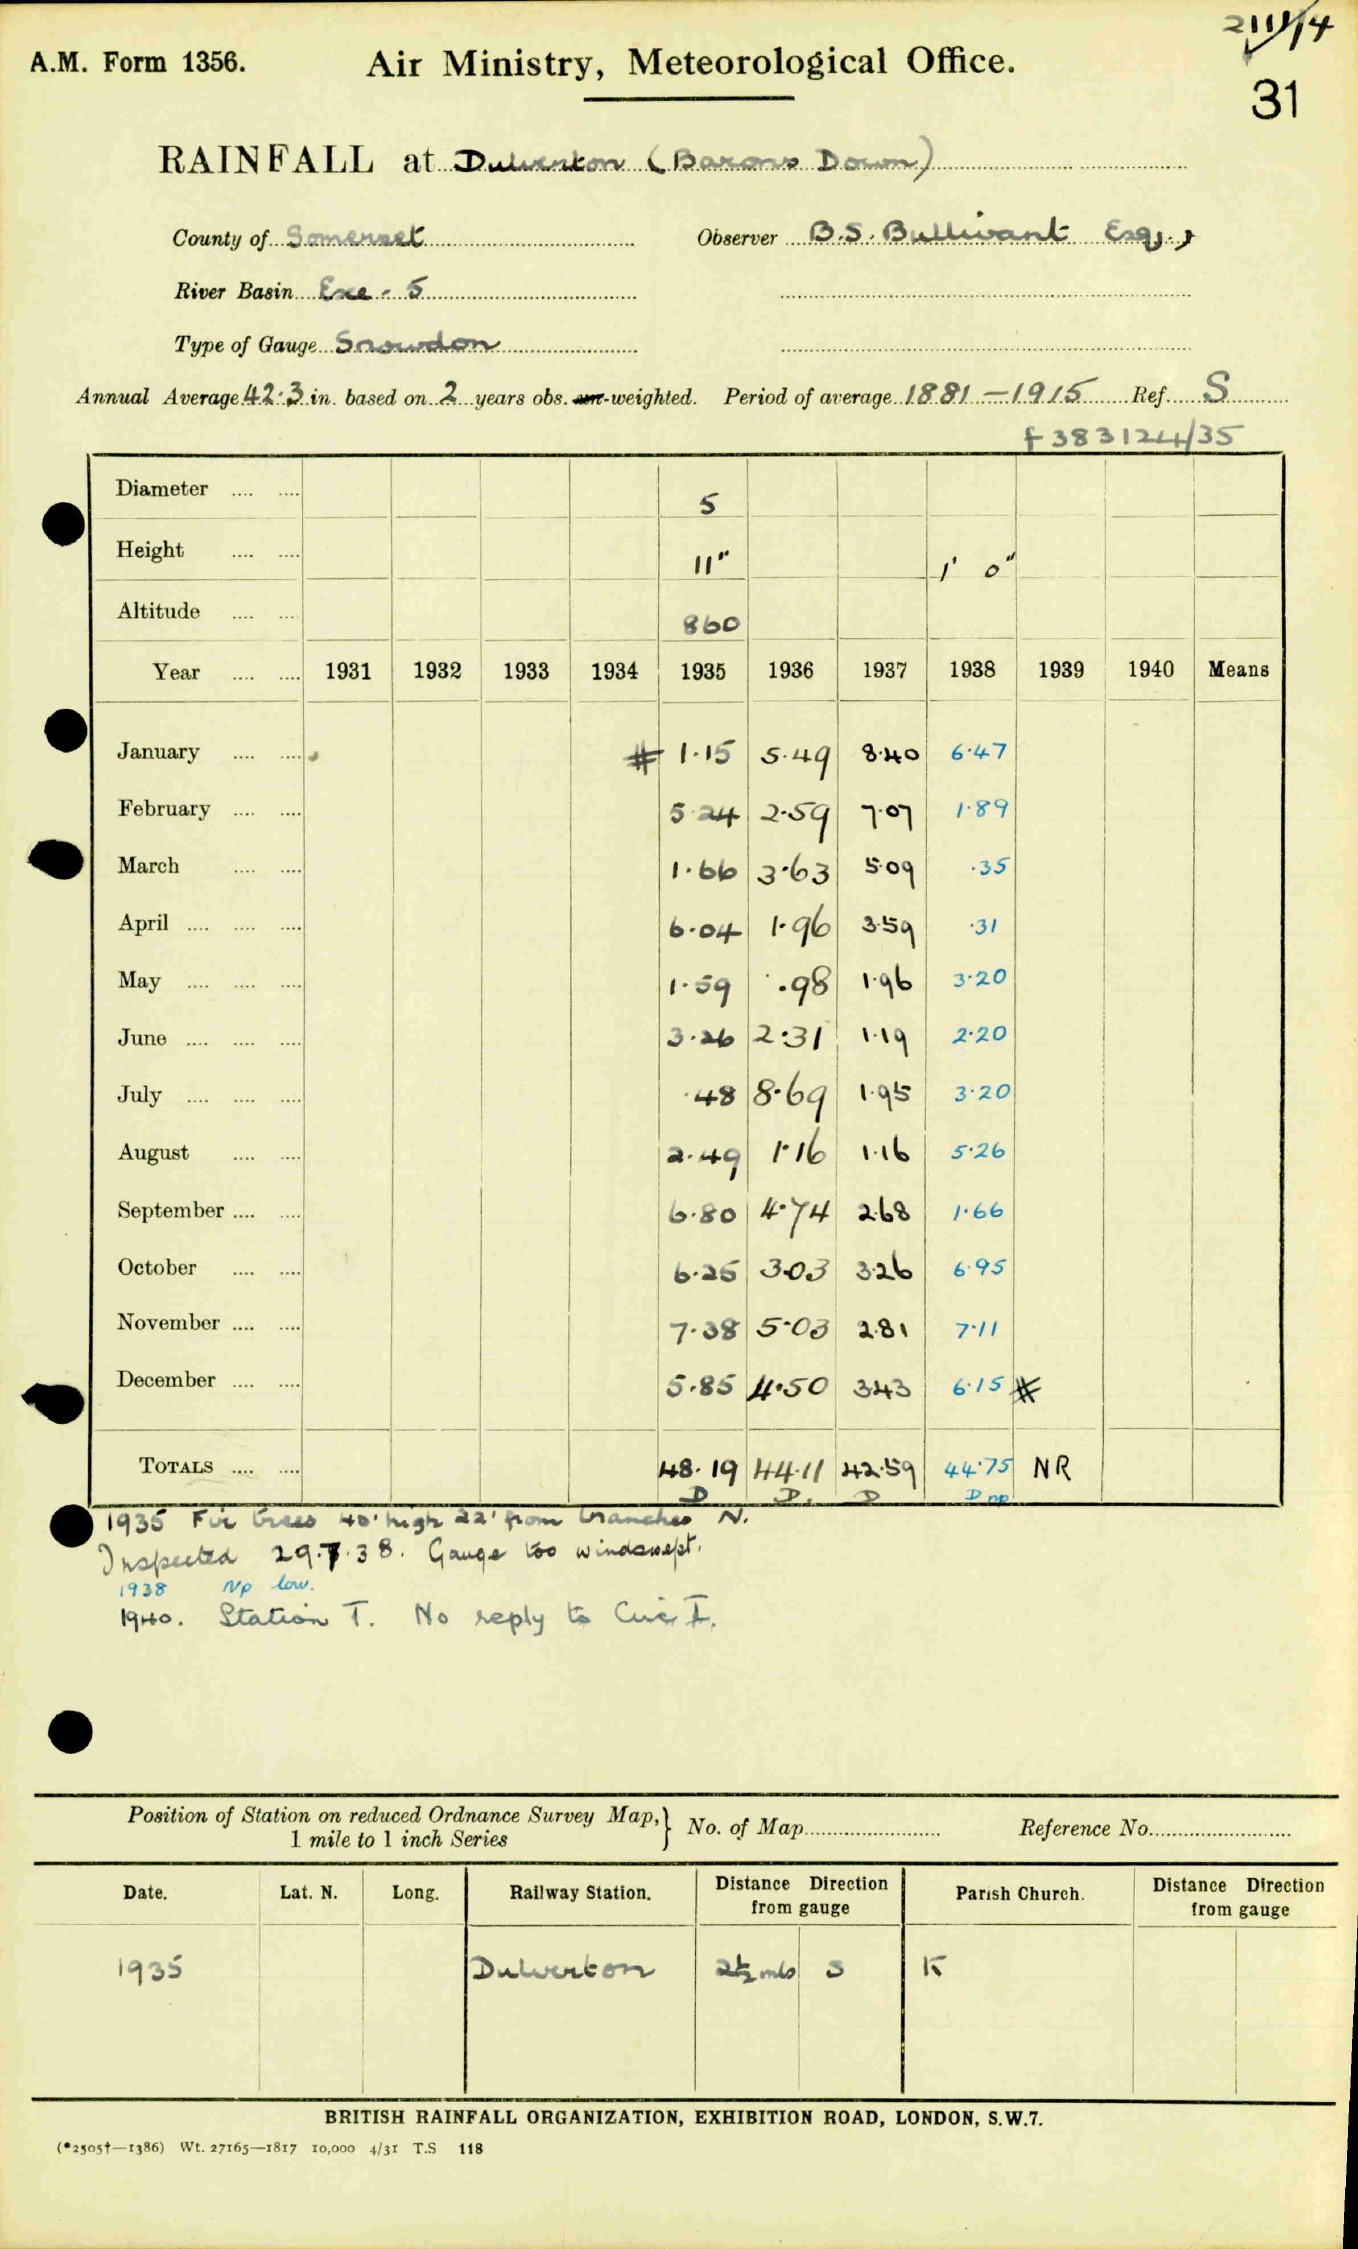 A.M. Form 1356.
Air Ministry, Meteorological Office.
31
RAINFALL at Dulverton (Barons Down)
County of Somerset
Observer B.S. Bullivant Esq.,
River Basin Exe - 5
Type of Gauge Snowdon
Annual Average 42.3 in. based on 2 years obs. un-weighted. Period of average 1881-1915 Ref. S
f 383124/35
Diameter .... .... 5
Height .... .... 11" 1' 0"
Altitude .... .... 860
Year .... .... 1931 1932 1933 1934 1935 1936 1937 1938 1939 1940 Means
January .... .... # 1.15 5.49 8.40 6.47
February .... .... 5.24 2.59 7.07 1.89
March .... .... 1.66 3.63 5.09 .35
April .... .... .... 6.04 1.96 3.59 .31
May .... .... .... 1.59 .98 1.96 3.20
June .... .... .... 3.26 2.31 1.19 2.20
July .... .... .... .48 8.69 1.95 3.20
August .... .... 2.49 1.16 1.16 5.26
September .... .... 6.80 4.74 2.68 1.66
October .... .... 6.25 3.03 3.26 6.95
November .... .... 7.38 5.03 2.81 7.11
December .... .... 5.85 4.50 3.43 6.15 #
TOTALS .... .... 48.19 44.11 42.59 44.75 NR
D D. D D np
1935 Fir trees 40' high 22' from branches N.
Inspected 29.7.38. Gauge too windswept.
1938 Np low.
1940. Station T. No reply to Circ I.
Position of Station on reduced Ordnance Survey Map,
1 mile to 1 inch Series
} No. of Map
Reference No.
Date. Lat. N. Long. Railway Station. Distance Direction from gauge Parish Church. Distance Direction from gauge
1935 Dulverton 2½ mls S K
BRITISH RAINFALL ORGANIZATION, EXHIBITION ROAD, LONDON, S.W.7.
(*2505†—1386) Wt. 27165—1817 10,000 4/31 T.S 118